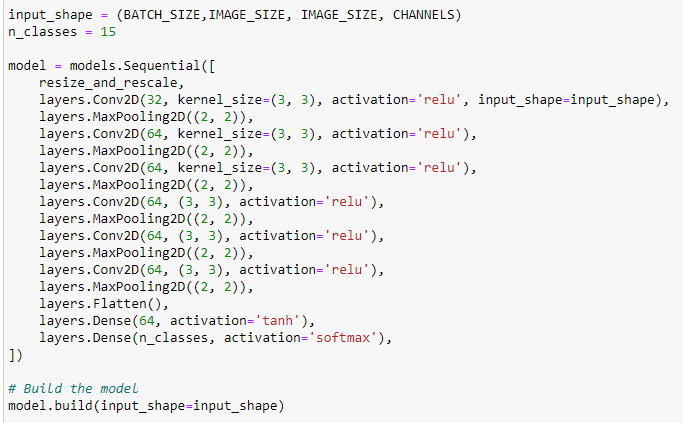 input_shape = (BATCH_SIZE,IMAGE_SIZE, IMAGE_SIZE, CHANNELS)
n_classes = 15

model = models.Sequential([
    resize_and_rescale,
    layers.Conv2D(32, kernel_size=(3, 3), activation='relu', input_shape=input_shape),
    layers.MaxPooling2D((2, 2)),
    layers.Conv2D(64, kernel_size=(3, 3), activation='relu'),
    layers.MaxPooling2D((2, 2)),
    layers.Conv2D(64, kernel_size=(3, 3), activation='relu'),
    layers.MaxPooling2D((2, 2)),
    layers.Conv2D(64, (3, 3), activation='relu'),
    layers.MaxPooling2D((2, 2)),
    layers.Conv2D(64, (3, 3), activation='relu'),
    layers.MaxPooling2D((2, 2)),
    layers.Conv2D(64, (3, 3), activation='relu'),
    layers.MaxPooling2D((2, 2)),
    layers.Flatten(),
    layers.Dense(64, activation='tanh'),
    layers.Dense(n_classes, activation='softmax'),
])

# Build the model
model.build(input_shape=input_shape)